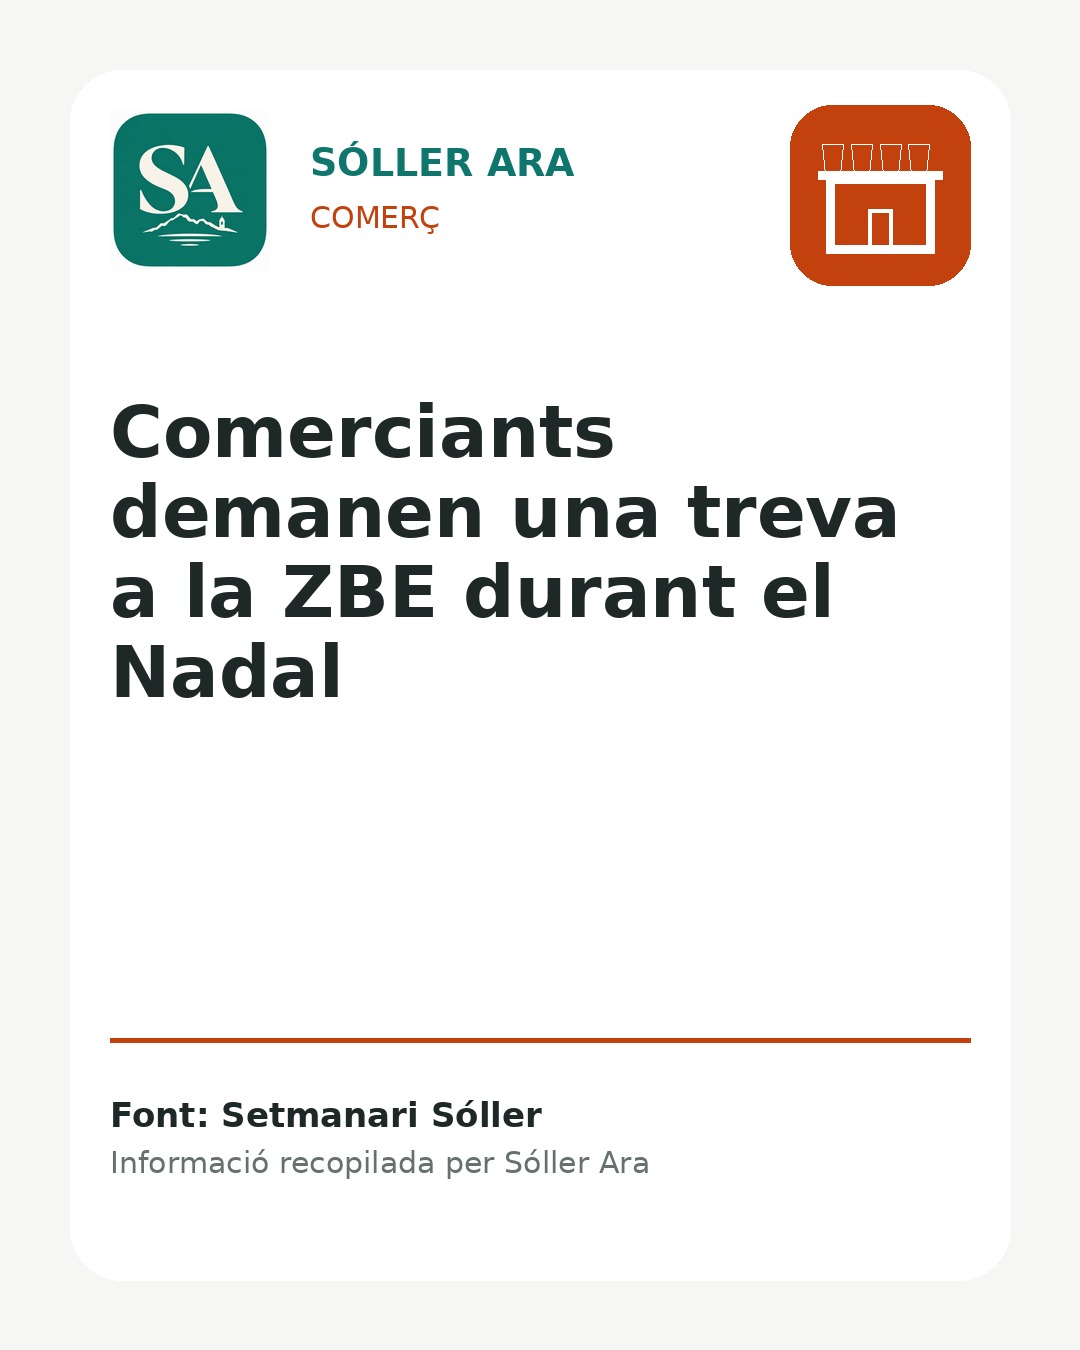 SA
SÓLLER ARA
COMERÇ
Comerciants
demanen una treva
a la ZBE durant el
Nadal
Font: Setmanari Sóller
Informació recopilada per Sóller Ara